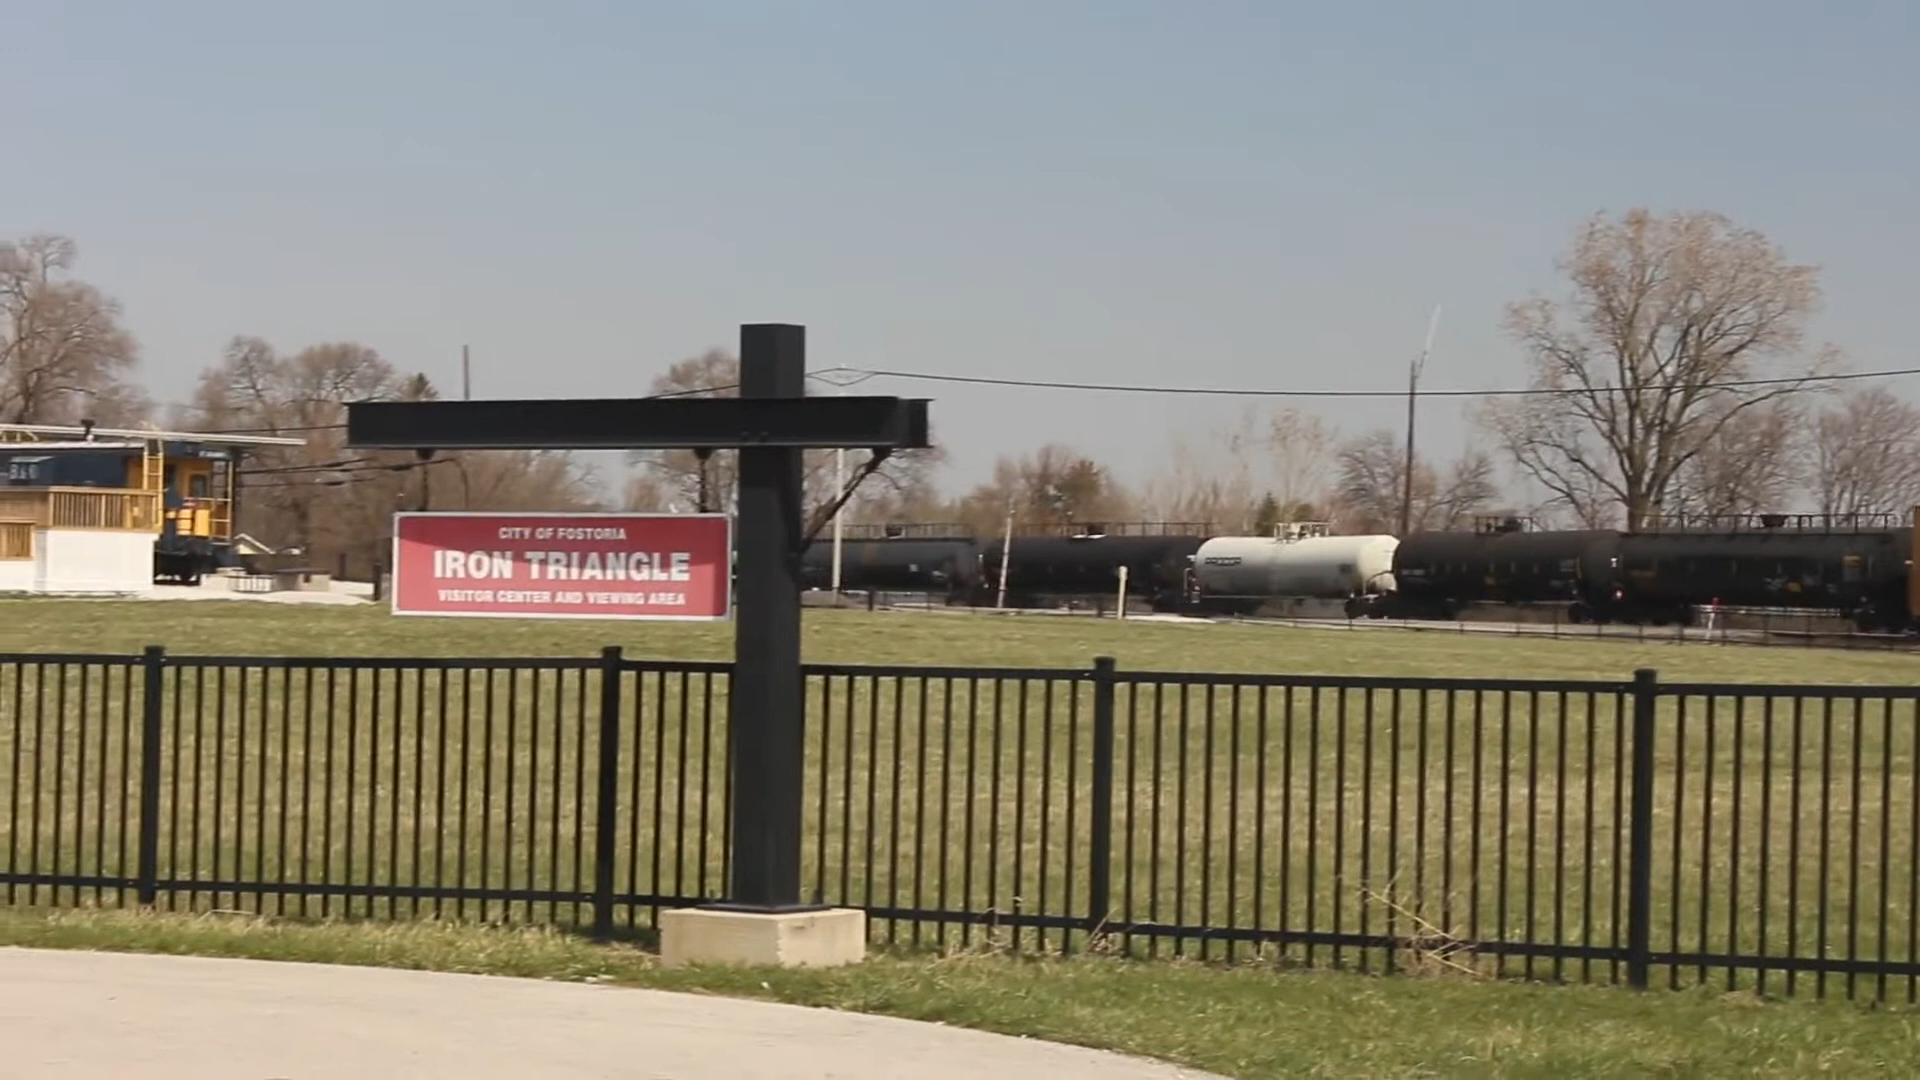 CITY OF FOSTORIA
IRON TRIANGLE
VISITOR CENTER AND VIEWING AREA